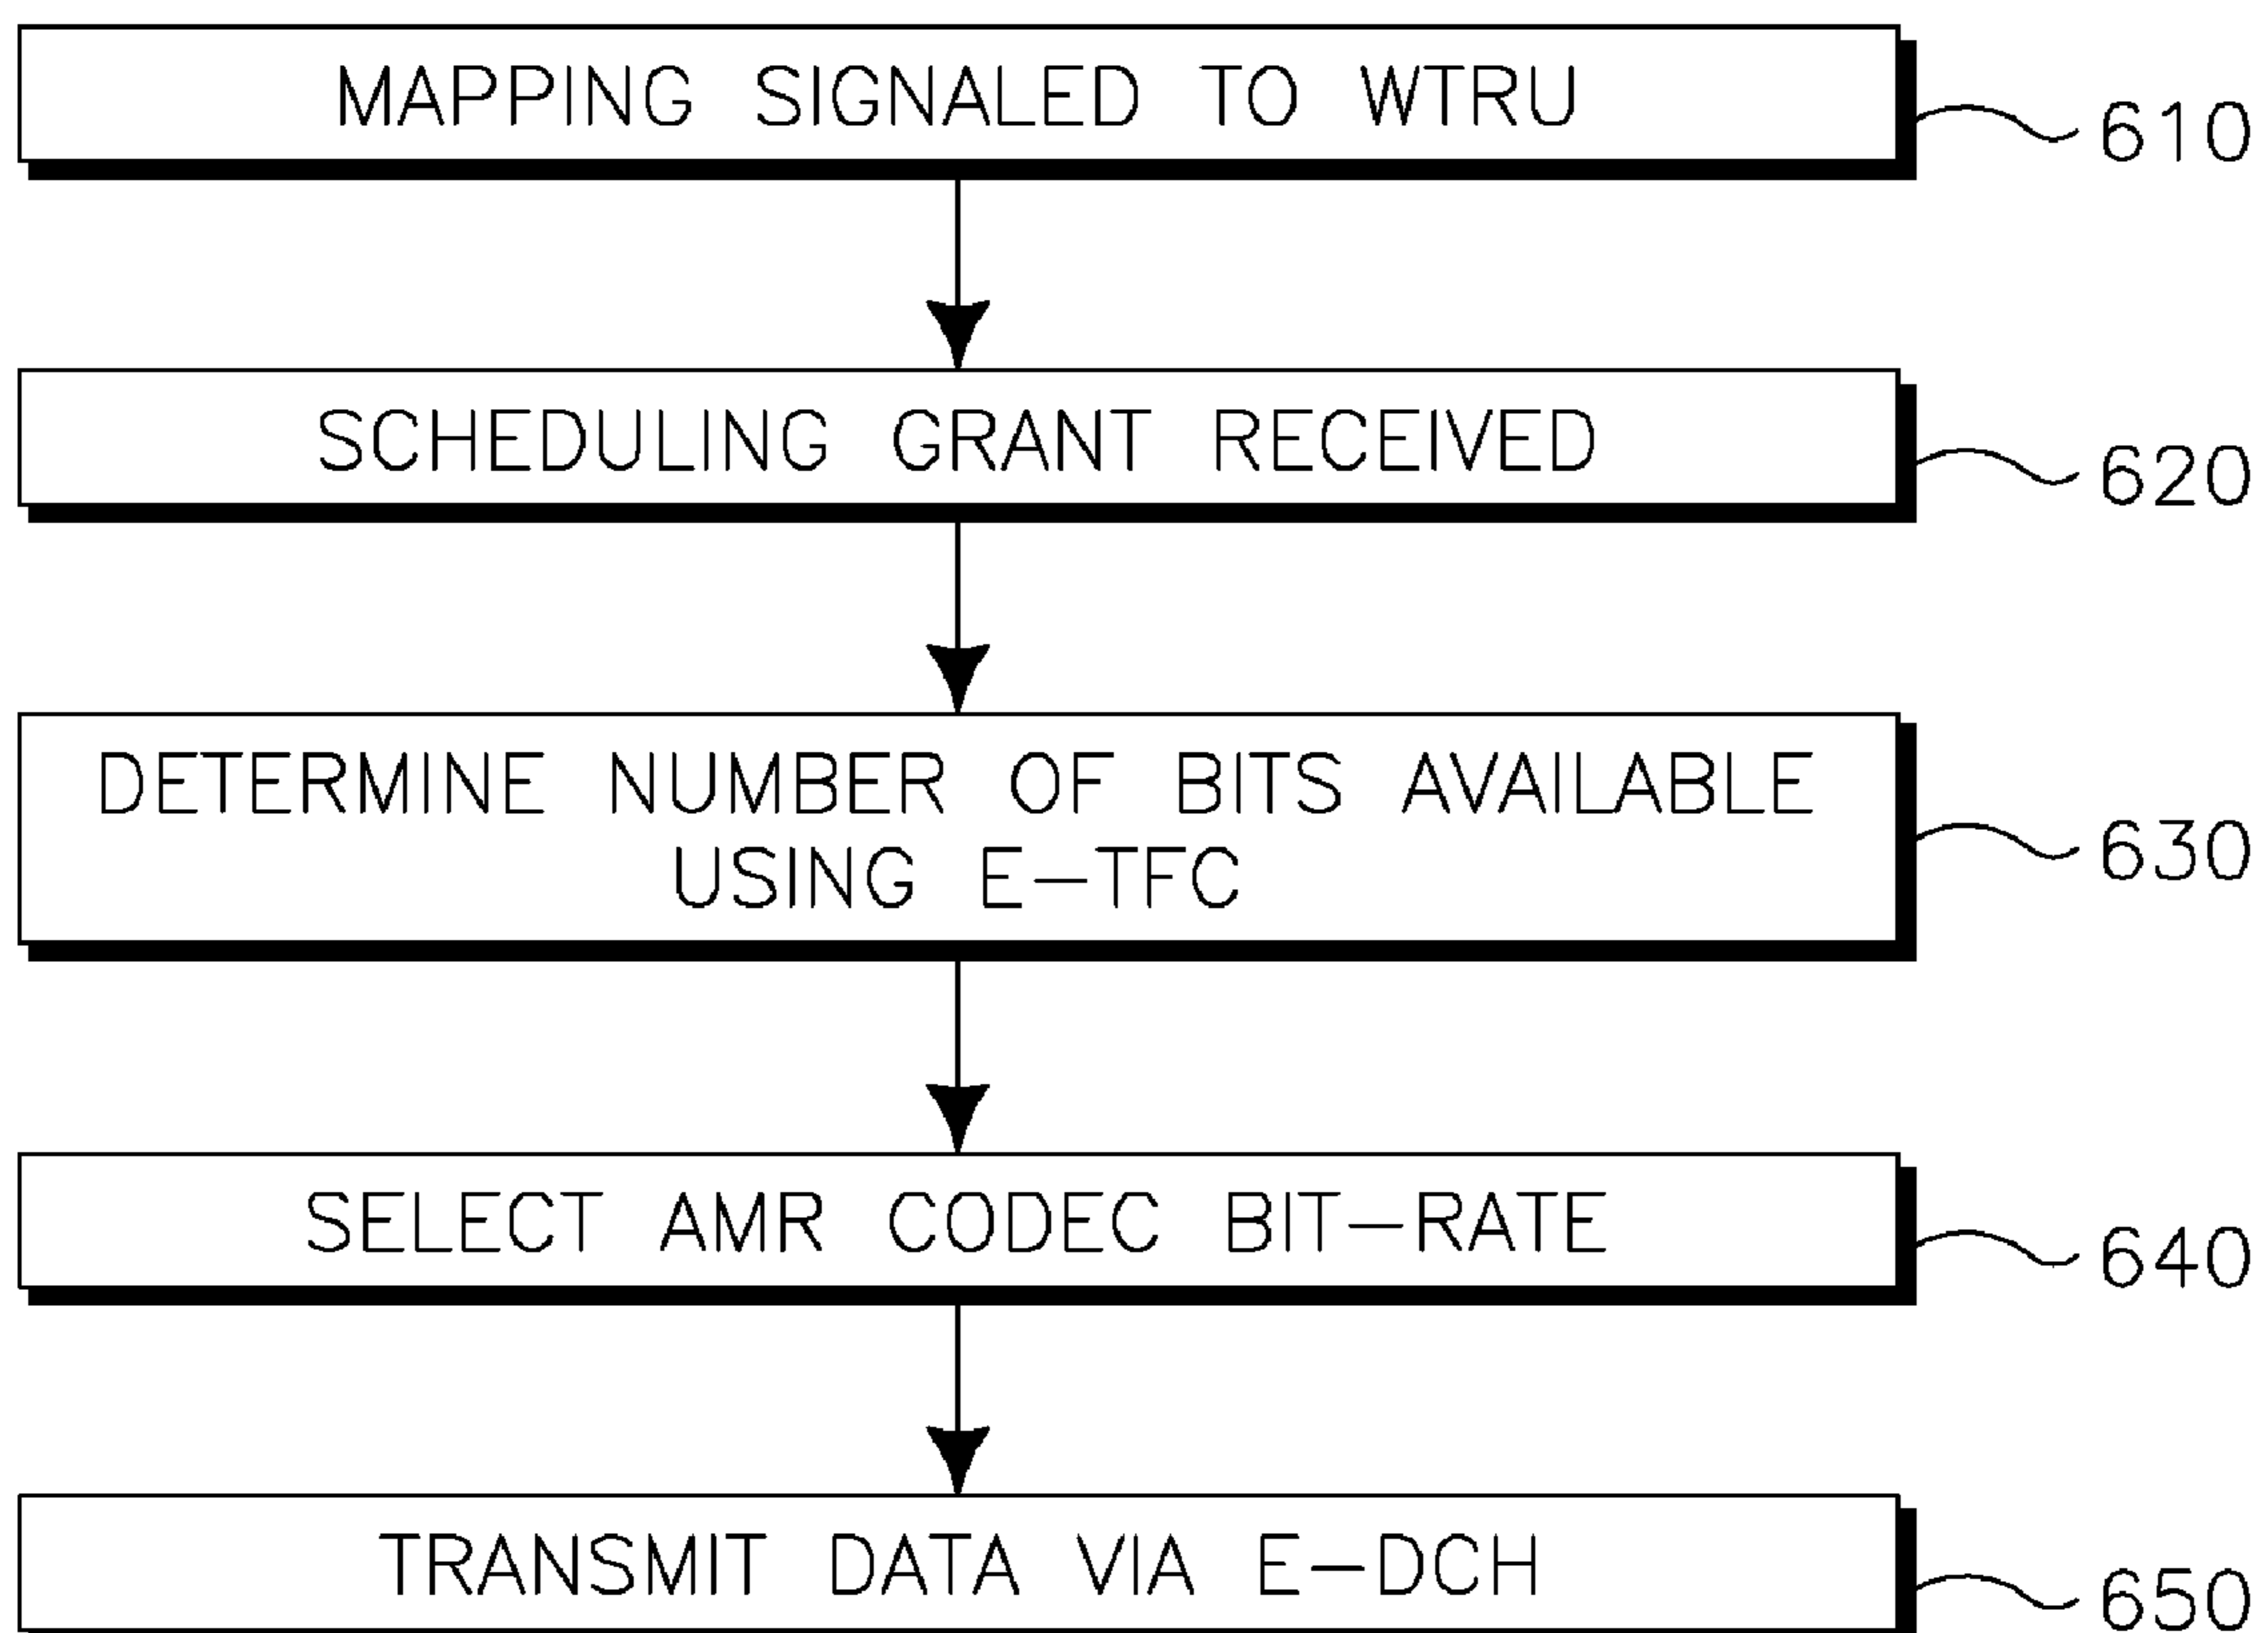 MAPPING SIGNALED TO WTRU
610
SCHEDULING GRANT RECEIVED
620
DETERMINE NUMBER OF BITS AVAILABLE
USING E-TFC
630
SELECT AMR CODEC BIT-RATE
640
TRANSMIT DATA VIA E-DCH
650